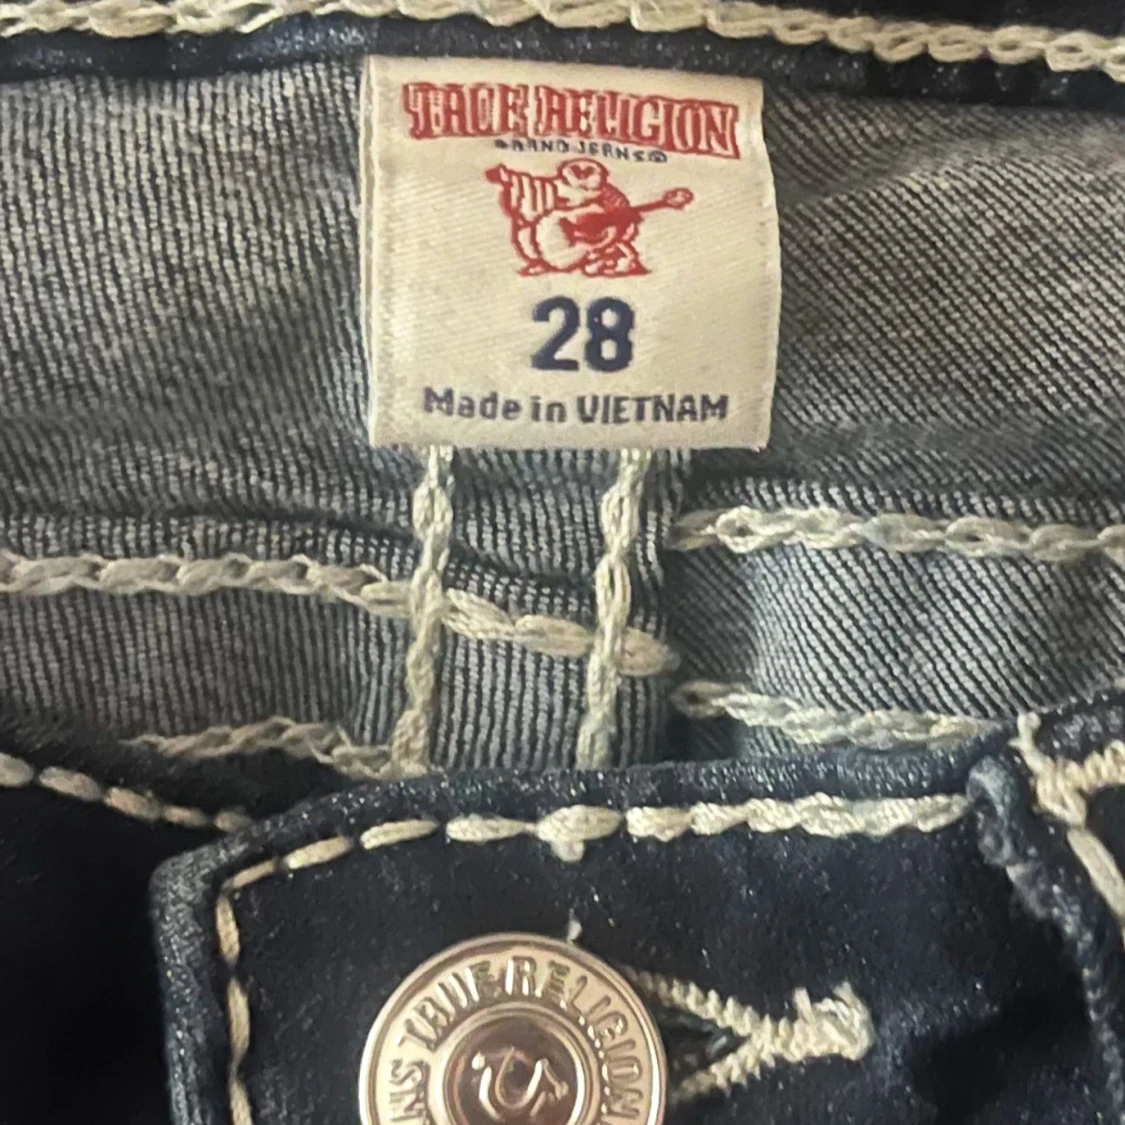 TRUE RELIGION
BRAND JEANS®
28
Made in VIETNAM
TRUE RELIGION